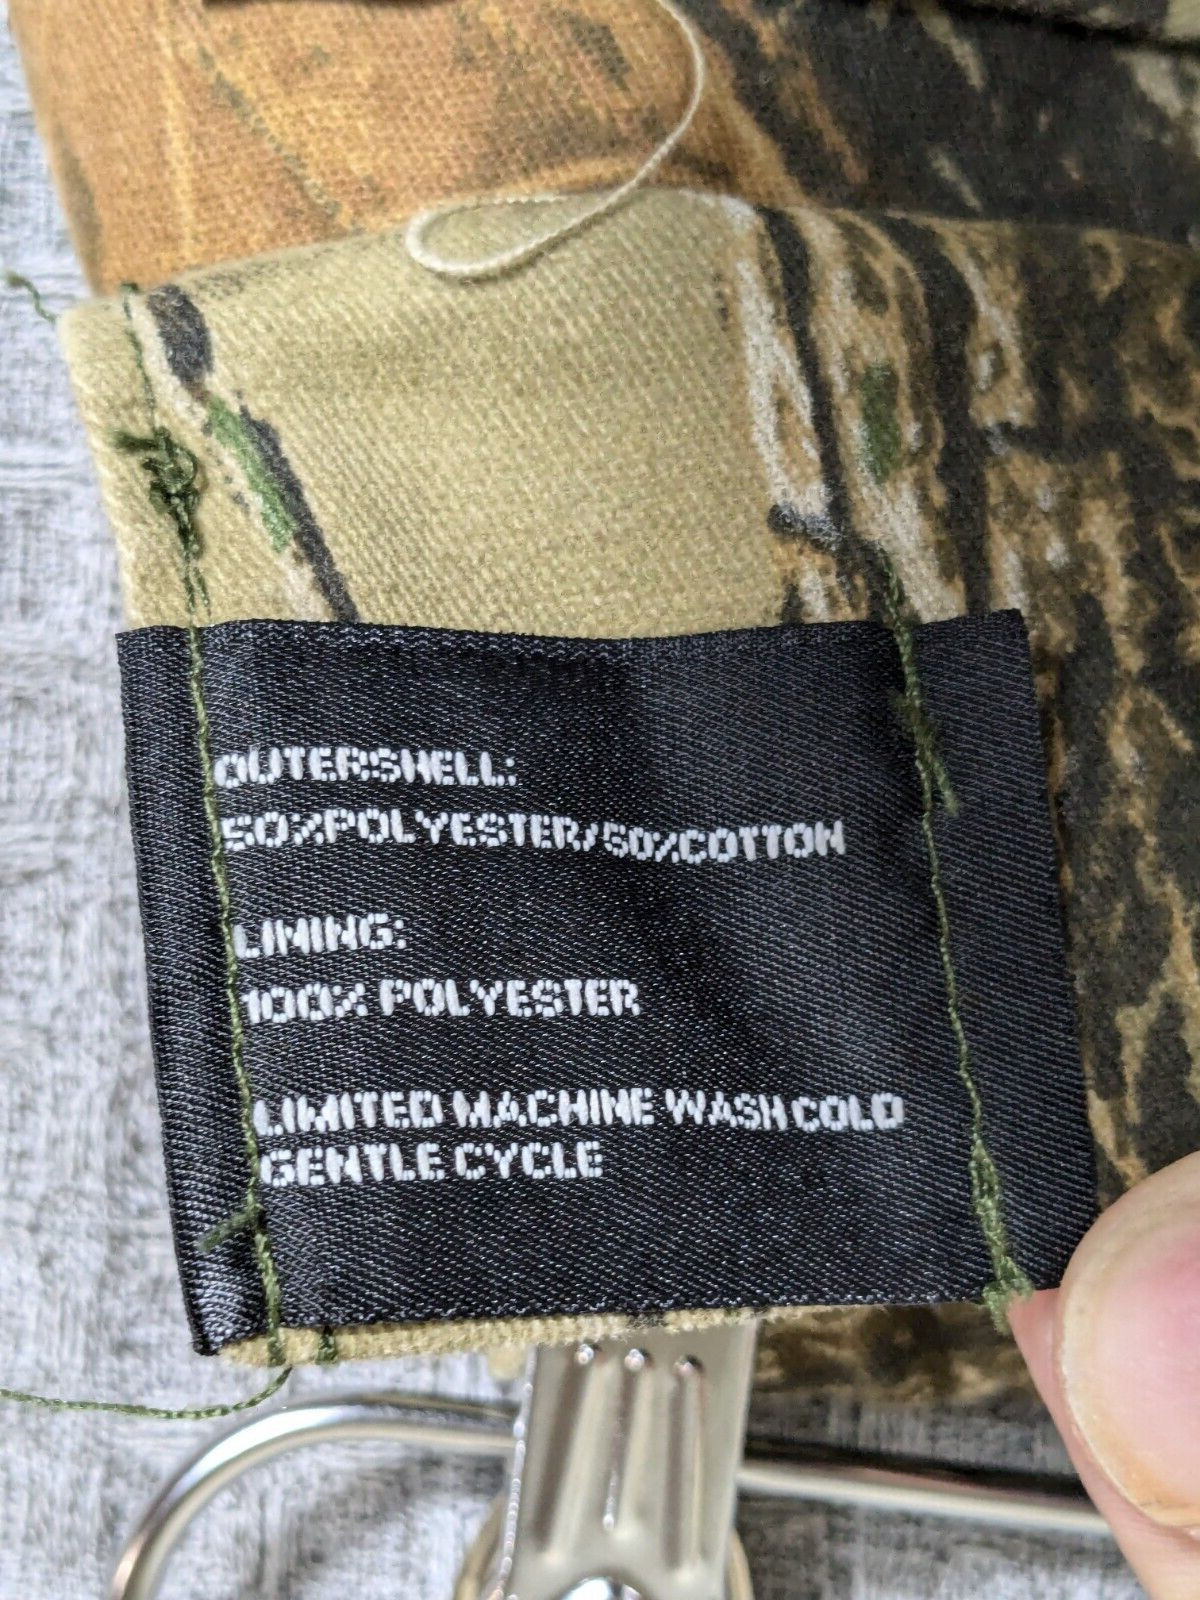 OUTERSHELL:
50%POLYESTER/50%COTTON
LINING:
100% POLYESTER
LIMITED MACHINE WASH COLD
GENTLE CYCLE